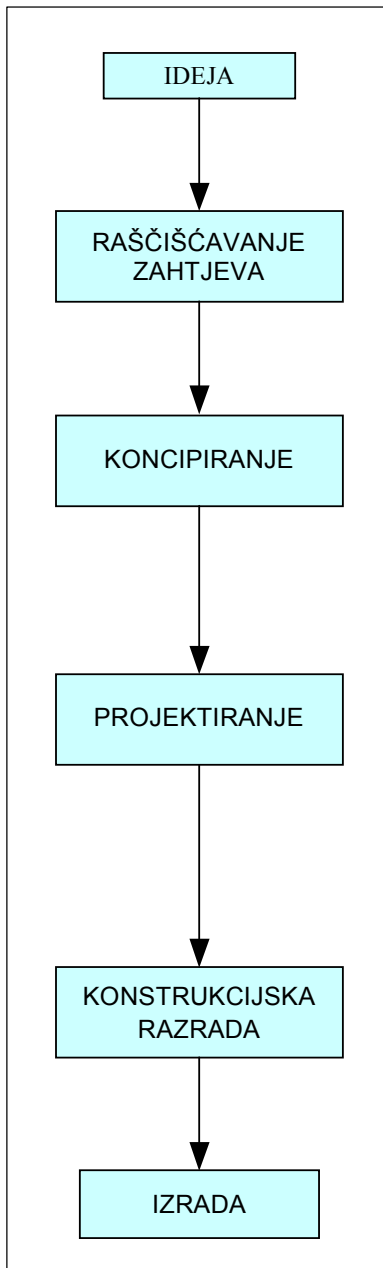 IDEJA
RAŠČIŠĆAVANJE
ZAHTJEVA
KONCIPIRANJE
PROJEKTIRANJE
KONSTRUKCIJSKA
RAZRADA
IZRADA